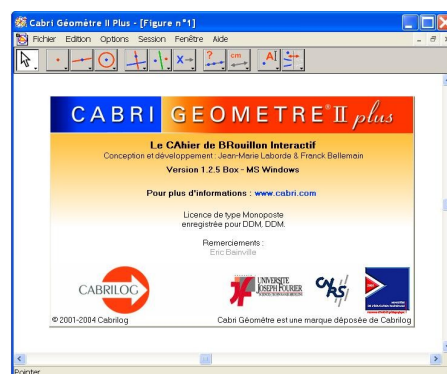 Cabri Géomètre II Plus - [Figure n°1]
Fichier Edition Options Session Fenêtre Aide
CABRI GEOMETRE® II plus
Le CAhier de BRouillon Interactif
Conception et développement : Jean-Marie Laborde & Franck Bellemain
Version 1.2.5 Box - MS Windows
Pour plus d'informations : www.cabri.com
Licence de type Monoposte
enregistrée pour DDM, DDM.
Remerciements :
Eric Bainville
CABRILOG
UNIVERSITE
JOSEPH FOURIER
CNRS
© 2001-2004 Cabrilog
Cabri Géomètre est une marque déposée de Cabrilog
Pointer